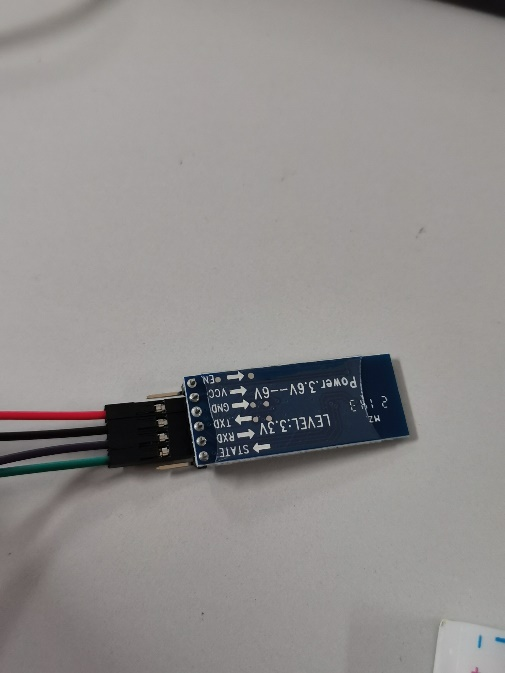 Power.3.6V--6V
LEVEL:3.3V
EN
VCC
GND
TXD
RXD
STATE